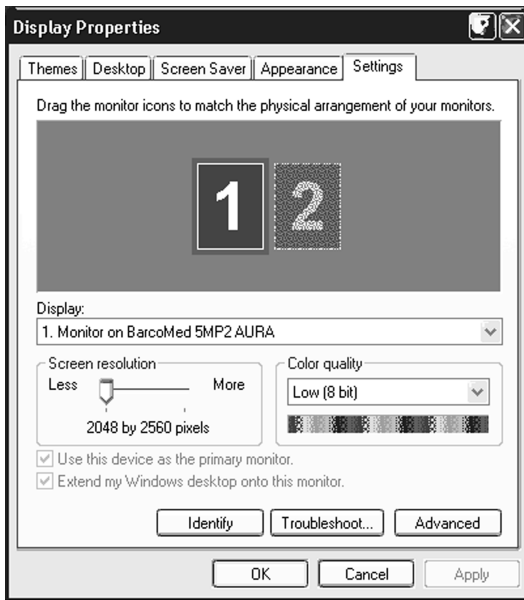 Display Properties
Themes Desktop Screen Saver Appearance Settings
Drag the monitor icons to match the physical arrangement of your monitors.
1 2
Display:
1. Monitor on BarcoMed 5MP2 AURA
Screen resolution
Less More
2048 by 2560 pixels
Color quality
Low (8 bit)
Use this device as the primary monitor.
Extend my Windows desktop onto this monitor.
Identify Troubleshoot... Advanced
OK Cancel Apply